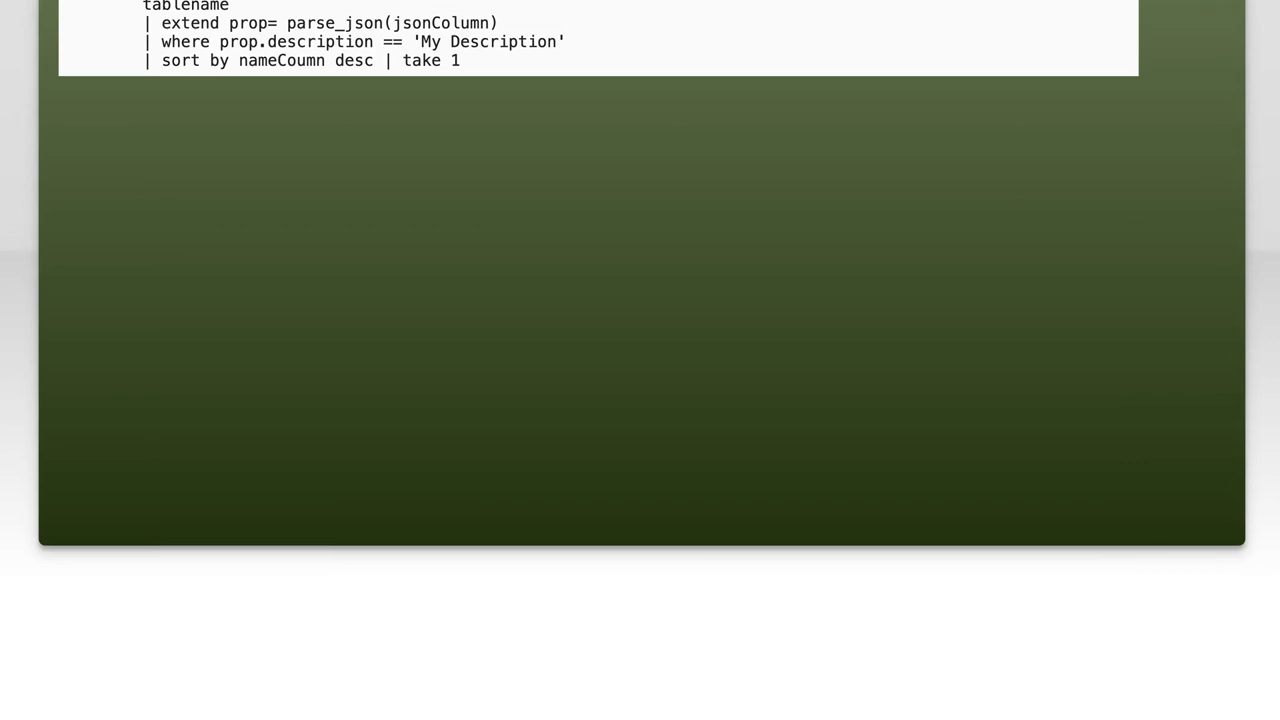 tablename
| extend prop= parse_json(jsonColumn)
| where prop.description == 'My Description'
| sort by nameCoumn desc | take 1